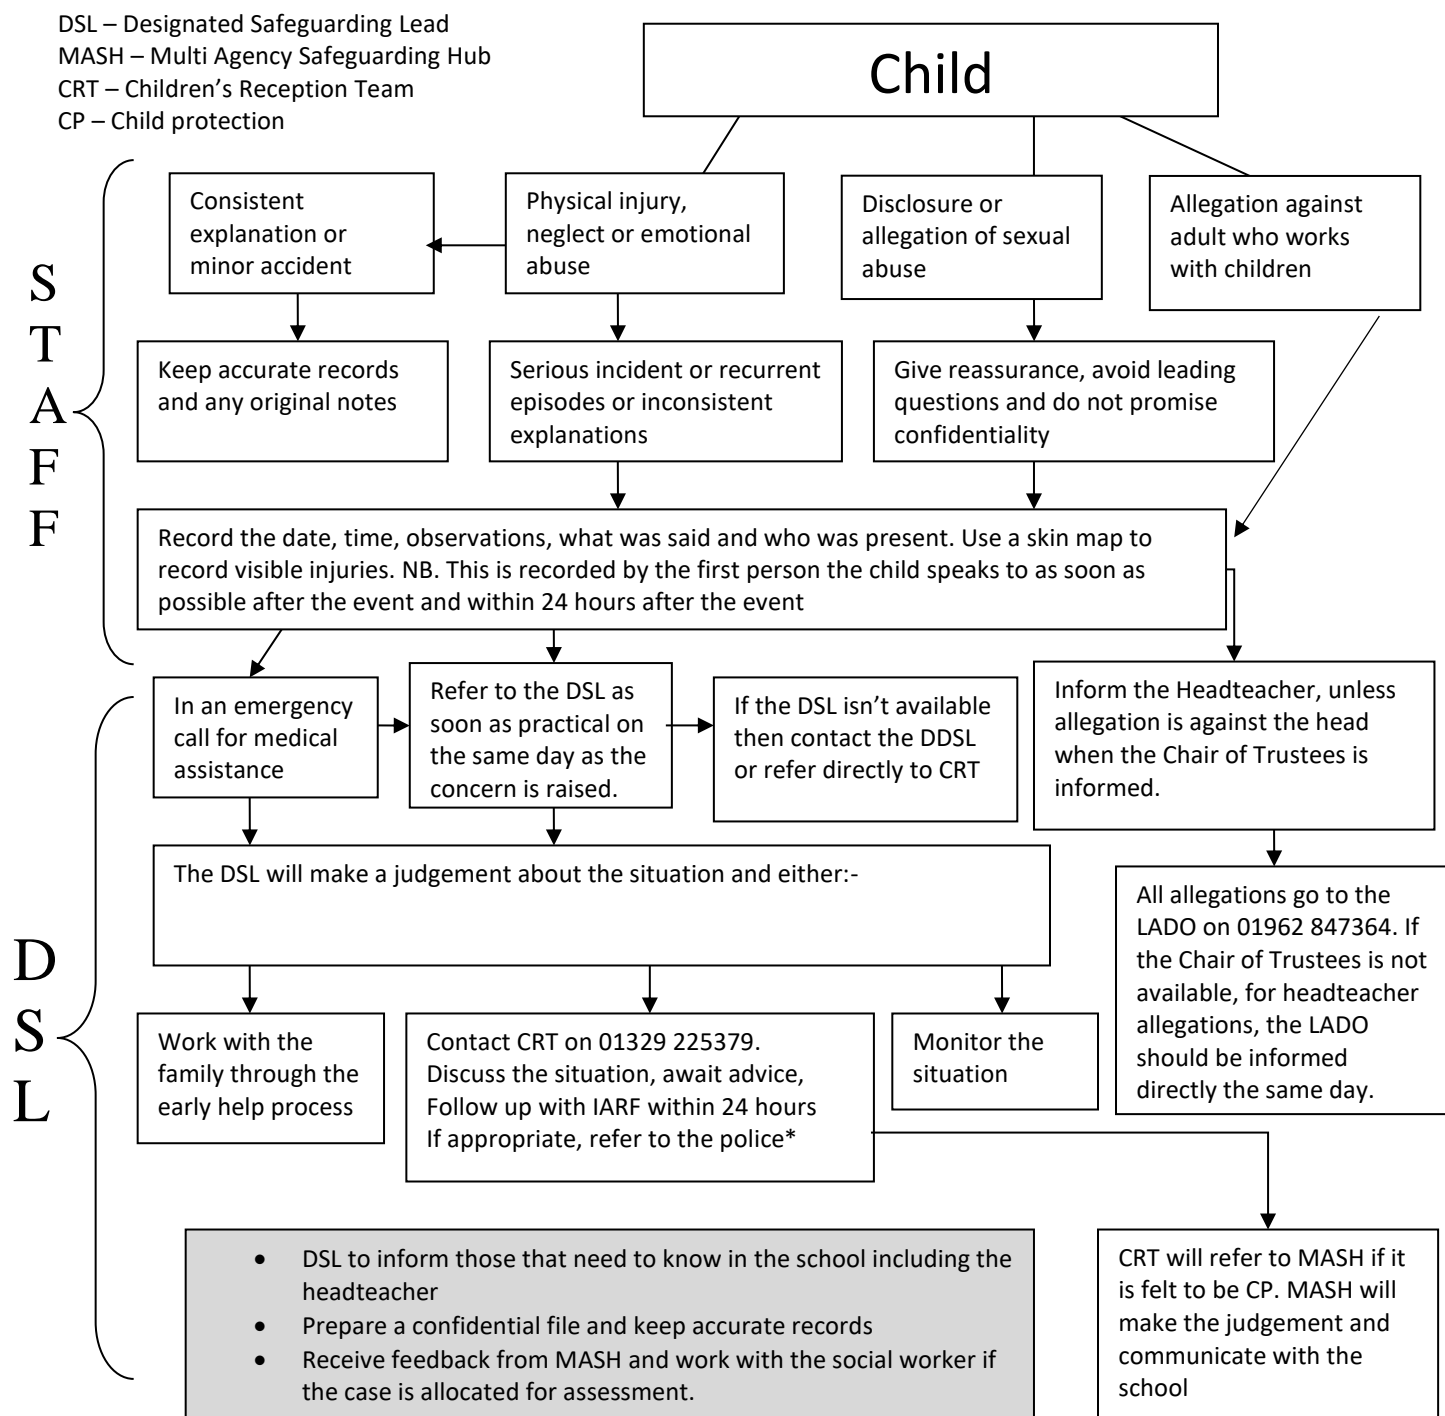 DSL – Designated Safeguarding Lead
MASH – Multi Agency Safeguarding Hub
CRT – Children's Reception Team
CP – Child protection
Child
Consistent
explanation or
minor accident
Physical injury,
neglect or emotional
abuse
Disclosure or
allegation of sexual
abuse
Allegation against
adult who works
with children
S
T
A
F
F
Keep accurate records
and any original notes
Serious incident or recurrent
episodes or inconsistent
explanations
Give reassurance, avoid leading
questions and do not promise
confidentiality
Record the date, time, observations, what was said and who was present. Use a skin map to
record visible injuries. NB. This is recorded by the first person the child speaks to as soon as
possible after the event and within 24 hours after the event
In an emergency
call for medical
assistance
Refer to the DSL as
soon as practical on
the same day as the
concern is raised.
If the DSL isn't available
then contact the DDSL
or refer directly to CRT
Inform the Headteacher, unless
allegation is against the head
when the Chair of Trustees is
informed.
The DSL will make a judgement about the situation and either:-
All allegations go to the
LADO on 01962 847364. If
the Chair of Trustees is not
available, for headteacher
allegations, the LADO
should be informed
directly the same day.
D
S
L
Work with the
family through the
early help process
Contact CRT on 01329 225379.
Discuss the situation, await advice,
Follow up with IARF within 24 hours
If appropriate, refer to the police*
Monitor the
situation
• DSL to inform those that need to know in the school including the
headteacher
• Prepare a confidential file and keep accurate records
• Receive feedback from MASH and work with the social worker if
the case is allocated for assessment.
CRT will refer to MASH if it
is felt to be CP. MASH will
make the judgement and
communicate with the
school